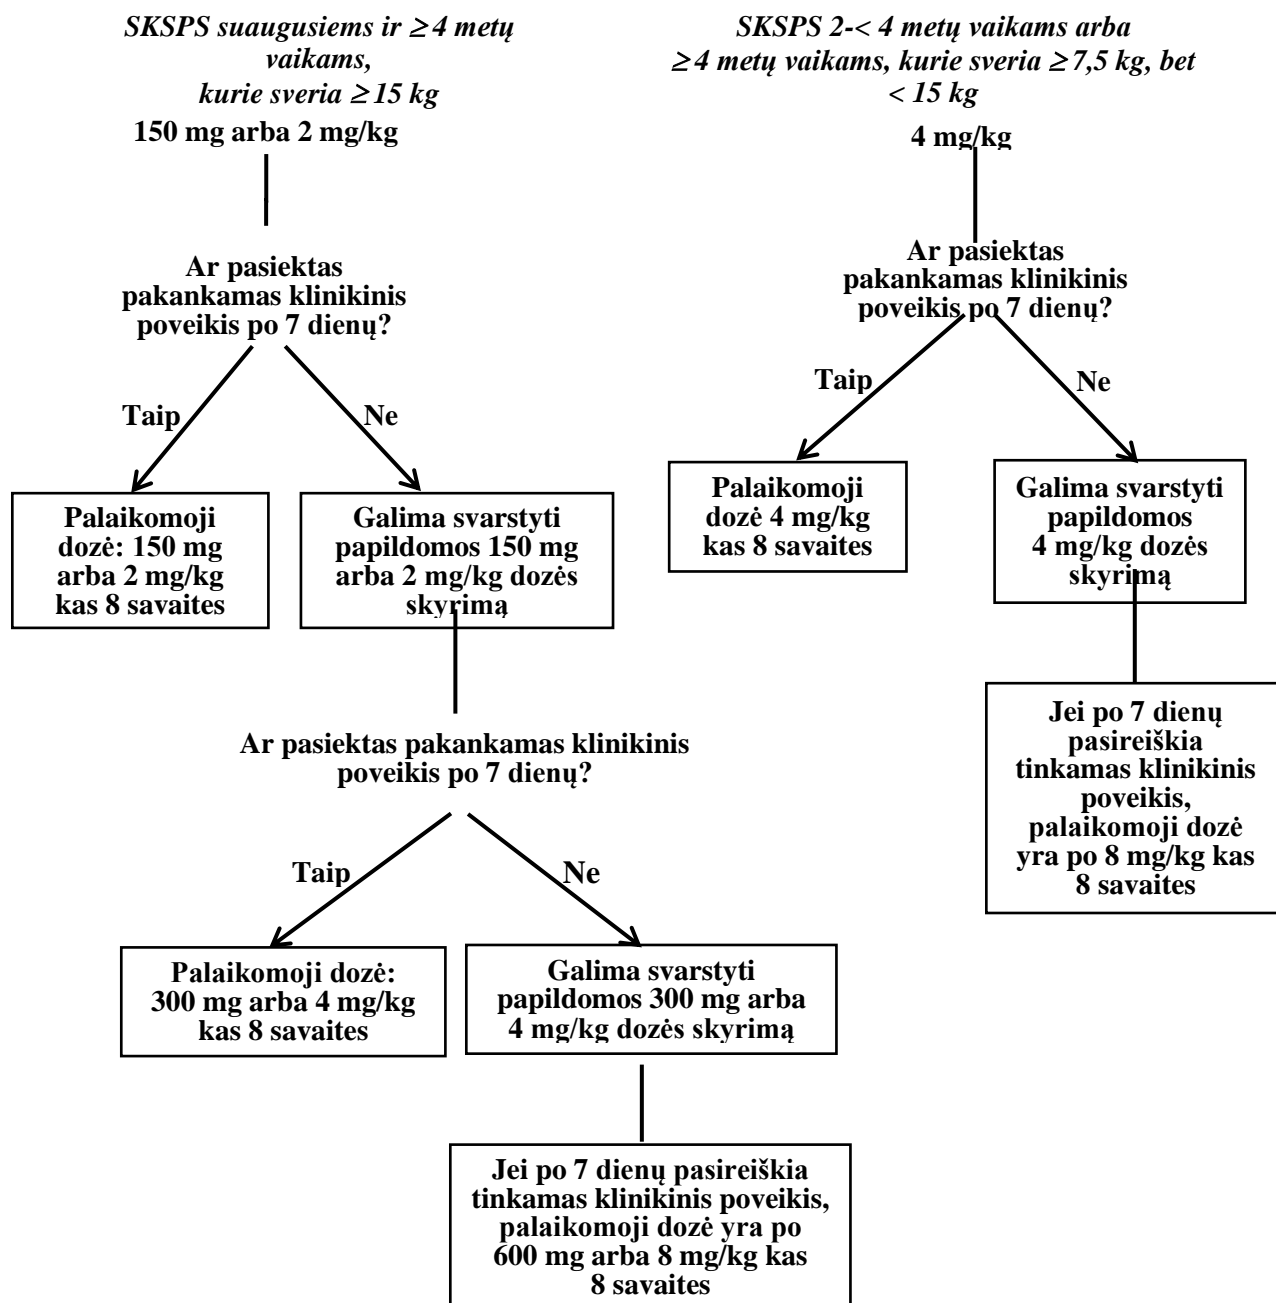 SKSPS suaugusiems ir ≥ 4 metų
vaikams,
kurie sveria ≥ 15 kg
150 mg arba 2 mg/kg
Ar pasiektas
pakankamas klinikinis
poveikis po 7 dienų?
Taip
Ne
Palaikomoji
dozė: 150 mg
arba 2 mg/kg
kas 8 savaites
Galima svarstyti
papildomos 150 mg
arba 2 mg/kg dozės
skyrimą
Ar pasiektas pakankamas klinikinis
poveikis po 7 dienų?
Taip
Ne
Palaikomoji dozė:
300 mg arba 4 mg/kg
kas 8 savaites
Galima svarstyti
papildomos 300 mg arba
4 mg/kg dozės skyrimą
Jei po 7 dienų pasireiškia
tinkamas klinikinis poveikis,
palaikomoji dozė yra po
600 mg arba 8 mg/kg kas
8 savaites
SKSPS 2-< 4 metų vaikams arba
≥ 4 metų vaikams, kurie sveria ≥ 7,5 kg, bet
< 15 kg
4 mg/kg
Ar pasiektas
pakankamas klinikinis
poveikis po 7 dienų?
Taip
Ne
Palaikomoji
dozė 4 mg/kg
kas 8 savaites
Galima svarstyti
papildomos
4 mg/kg dozės
skyrimą
Jei po 7 dienų
pasireiškia
tinkamas klinikinis
poveikis,
palaikomoji dozė
yra po 8 mg/kg kas
8 savaites